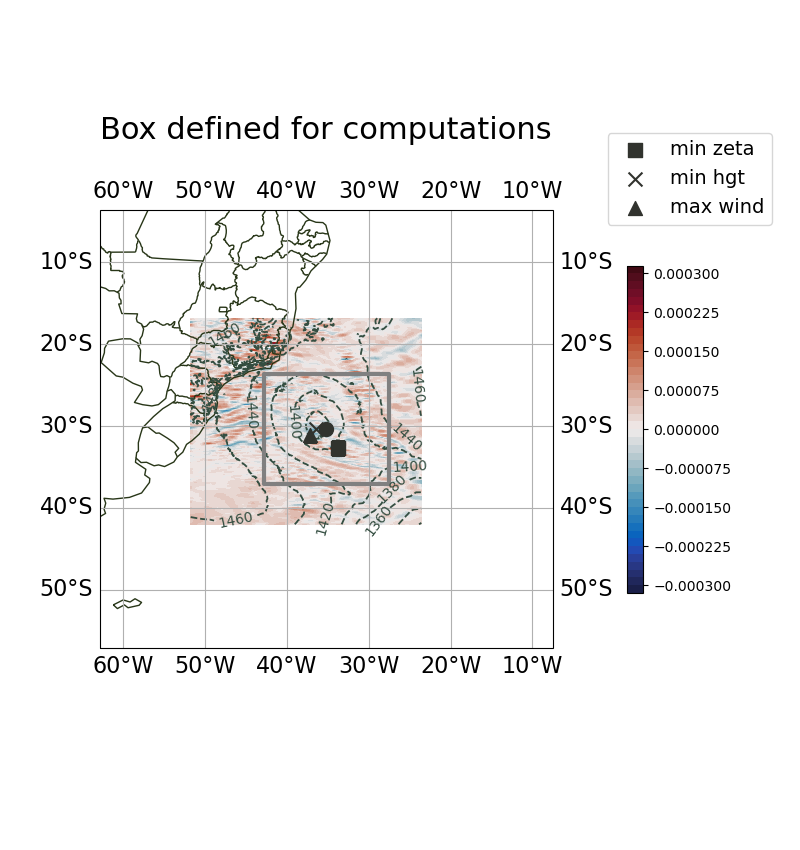 Box defined for computations
min zeta
min hgt
max wind
60°W 50°W 40°W 30°W 20°W 10°W
10°S 10°S
20°S 20°S
30°S 30°S
40°S 40°S
50°S 50°S
60°W 50°W 40°W 30°W 20°W 10°W
1460
1460
1440
1400
1440
1400
1380
1460
1420
1360
0.000300
0.000225
0.000150
0.000075
0.000000
−0.000075
−0.000150
−0.000225
−0.000300